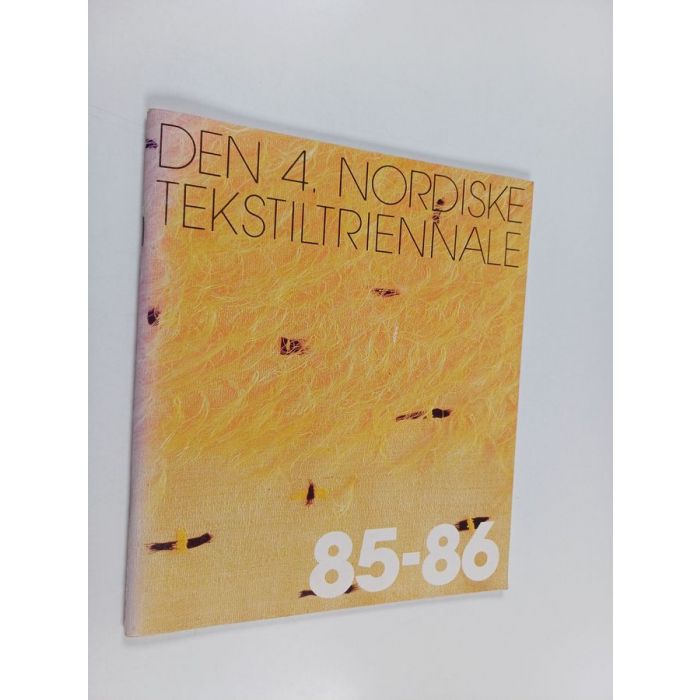 DEN 4. NORDISKE
TEKSTILTRIENNALE
85-86